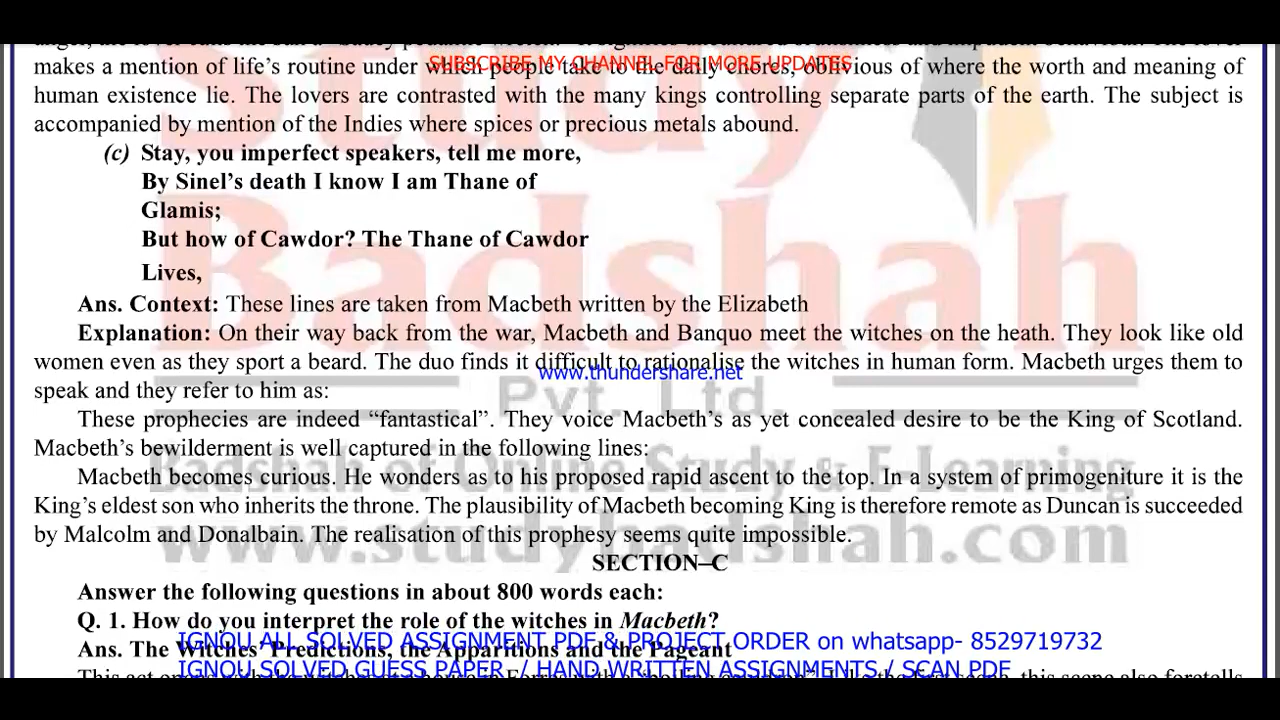 makes a mention of life's routine under which people take to the daily chores, oblivious of where the worth and meaning of
SUBSCRIBE MY CHANNEL FOR MORE UPDATES
human existence lie. The lovers are contrasted with the many kings controlling separate parts of the earth. The subject is
accompanied by mention of the Indies where spices or precious metals abound.
(c) Stay, you imperfect speakers, tell me more,
By Sinel's death I know I am Thane of
Glamis;
But how of Cawdor? The Thane of Cawdor
Lives,
Ans. Context: These lines are taken from Macbeth written by the Elizabeth
Explanation: On their way back from the war, Macbeth and Banquo meet the witches on the heath. They look like old
women even as they sport a beard. The duo finds it difficult to rationalise the witches in human form. Macbeth urges them to
www.thundershare.net
speak and they refer to him as:
These prophecies are indeed “fantastical”. They voice Macbeth's as yet concealed desire to be the King of Scotland.
Macbeth's bewilderment is well captured in the following lines:
Macbeth becomes curious. He wonders as to his proposed rapid ascent to the top. In a system of primogeniture it is the
King's eldest son who inherits the throne. The plausibility of Macbeth becoming King is therefore remote as Duncan is succeeded
by Malcolm and Donalbain. The realisation of this prophesy seems quite impossible.
SECTION–C
Answer the following questions in about 800 words each:
Q. 1. How do you interpret the role of the witches in Macbeth?
IGNOU ALL SOLVED ASSIGNMENT PDF & PROJECT ORDER on whatsapp- 8529719732
Ans. The Witches' Predictions, the Apparitions and the Pageant
IGNOU SOLVED GUESS PAPER / HAND WRITTEN ASSIGNMENTS / SCAN PDF
this scene also foretells
Study
Badshah
Pvt. Ltd.
Badshah of Online Study & E-Learning
www.studybadshah.com